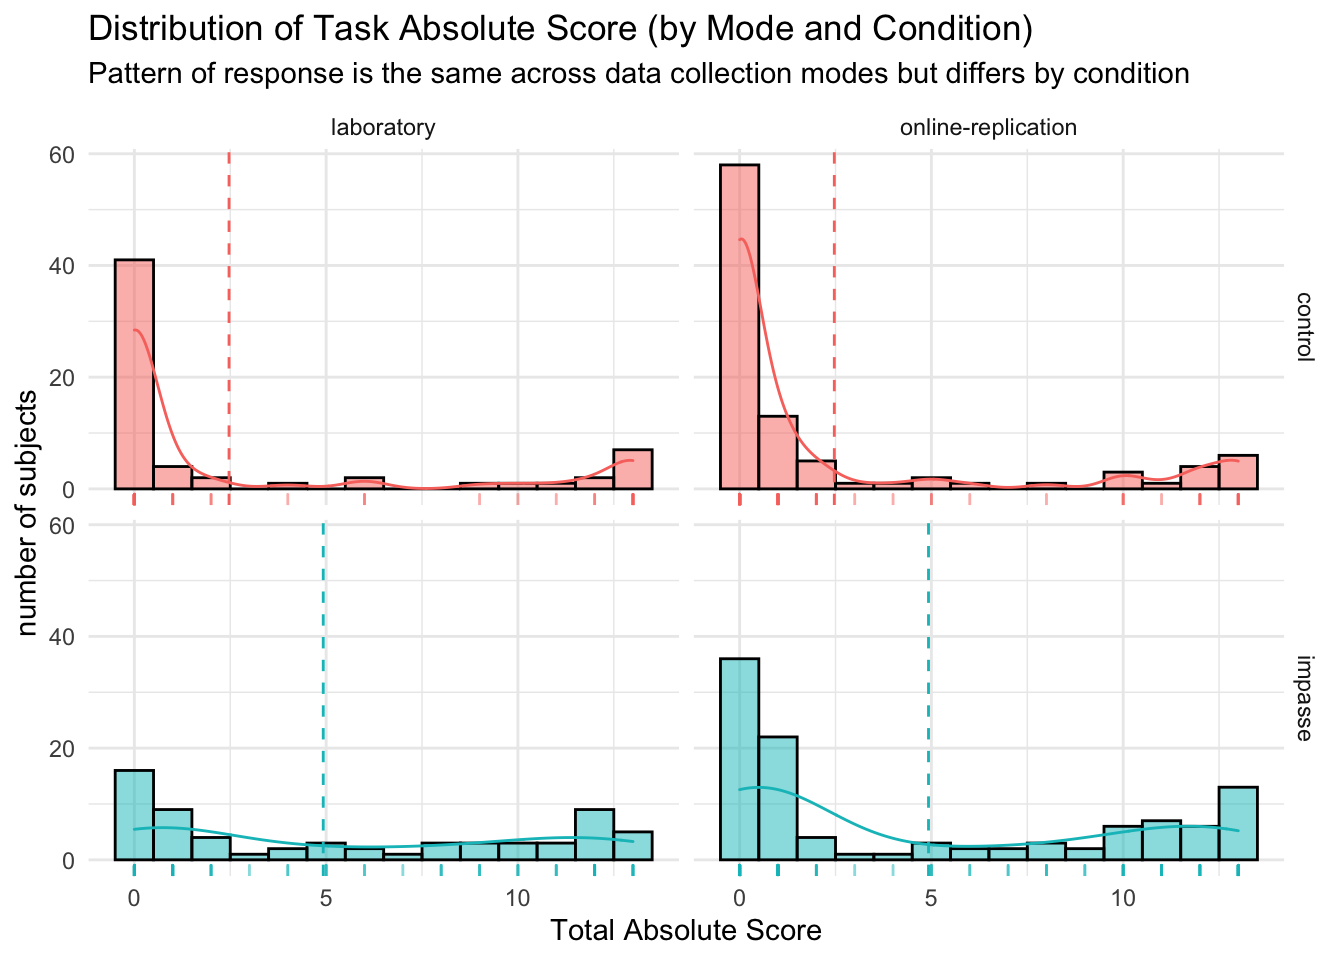 Distribution of Task Absolute Score (by Mode and Condition)
Pattern of response is the same across data collection modes but differs by condition
laboratory
online-replication
60
40
20
0
control
60
40
20
0
impasse
number of subjects
0
5
10
0
5
10
Total Absolute Score